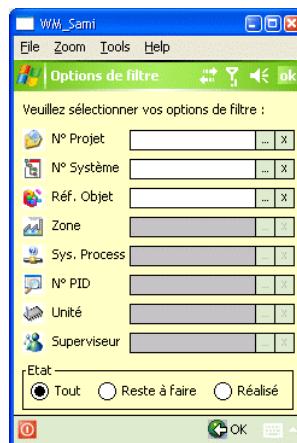 WM_Sami
File Zoom Tools Help
Options de filtre ok
Veuillez sélectionner vos options de filtre :
N° Projet ... x
N° Système ... x
Réf. Objet ... x
Zone ... x
Sys. Process ... x
N° PID ... x
Unité ... x
Superviseur ... x
Etat
Tout Reste à faire Réalisé
OK